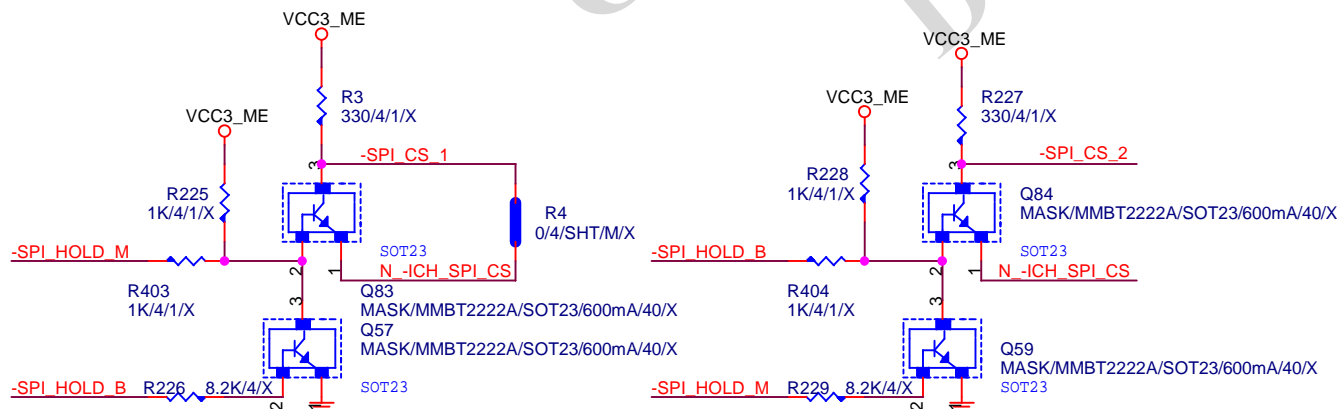 VCC3_ME
R3
330/4/1/X
VCC3_ME
R225
1K/4/1/X
3
-SPI_CS_1
R4
0/4/SHT/M/X
SOT23
-SPI_HOLD_M
2
1
N_-ICH_SPI_CS
R403
1K/4/1/X
Q83
MASK/MMBT2222A/SOT23/600mA/40/X
3
Q57
MASK/MMBT2222A/SOT23/600mA/40/X
SOT23
-SPI_HOLD_B
R226
8.2K/4/X
2
1
VCC3_ME
R227
330/4/1/X
VCC3_ME
R228
1K/4/1/X
3
-SPI_CS_2
Q84
MASK/MMBT2222A/SOT23/600mA/40/X
SOT23
-SPI_HOLD_B
2
1
N_-ICH_SPI_CS
R404
1K/4/1/X
3
Q59
MASK/MMBT2222A/SOT23/600mA/40/X
SOT23
-SPI_HOLD_M
R229
8.2K/4/X
2
1